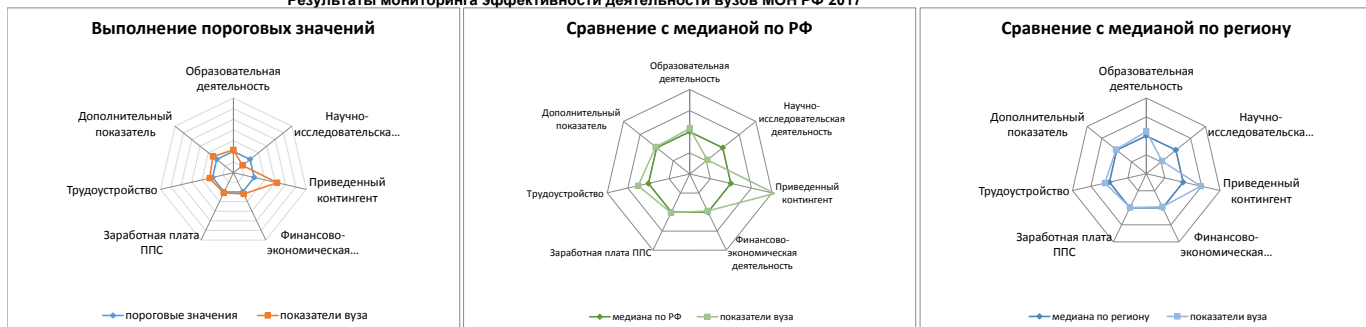 Результаты мониторинга эффективности деятельности вузов МОН РФ 2017
Выполнение пороговых значений
Образовательная
деятельность
Научно-
исследовательска…
Приведенный
контингент
Финансово-
экономическая…
Заработная плата
ППС
Трудоустройство
Дополнительный
показатель
пороговые значения
показатели вуза
Сравнение с медианой по РФ
Образовательная
деятельность
Научно-
исследовательская
деятельность
Приведенный
контингент
Финансово-
экономическая
деятельность
Заработная плата ППС
Трудоустройство
Дополнительный
показатель
медиана по РФ
показатели вуза
Сравнение с медианой по региону
Образовательная
деятельность
Научно-
исследовательска…
Приведенный
контингент
Финансово-
экономическая…
Заработная плата
ППС
Трудоустройство
Дополнительный
показатель
медиана по региону
показатели вуза